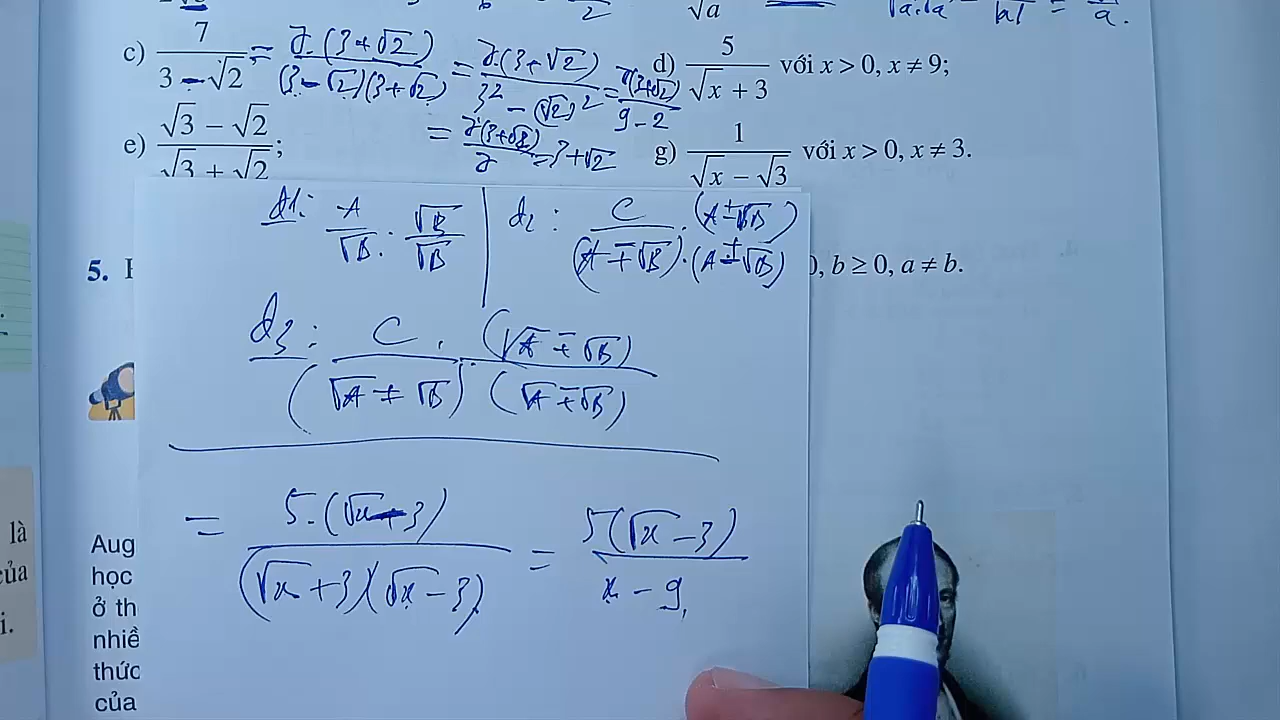 √a √a.√a
c) 7 / (3 - √2) = 7.(3+√2) / (3-√2)(3+√2) = 7.(3+√2) / (3² - (√2)²) = 7(3+√2) / (9-2)
d) 5 / (√x + 3) với x > 0, x ≠ 9;
= 7(3+√2) / 7 = 3+√2
e) (√3 − √2) / (√3 + √2);
g) 1 / (√x − √3) với x > 0, x ≠ 3.
d1: A / √B . √B / √B
d2: C / (A ∓ √B) . (A ± √B) / (A ± √B)
5. , b ≥ 0, a ≠ b.
d3: C / (√A ± √B) . (√A ∓ √B) / (√A ∓ √B)
= 5.(√x - 3) / (√x + 3)(√x - 3) = 5(√x - 3) / (x - 9)
là
Aug
của
học
ở th
i.
nhiề
thức
của